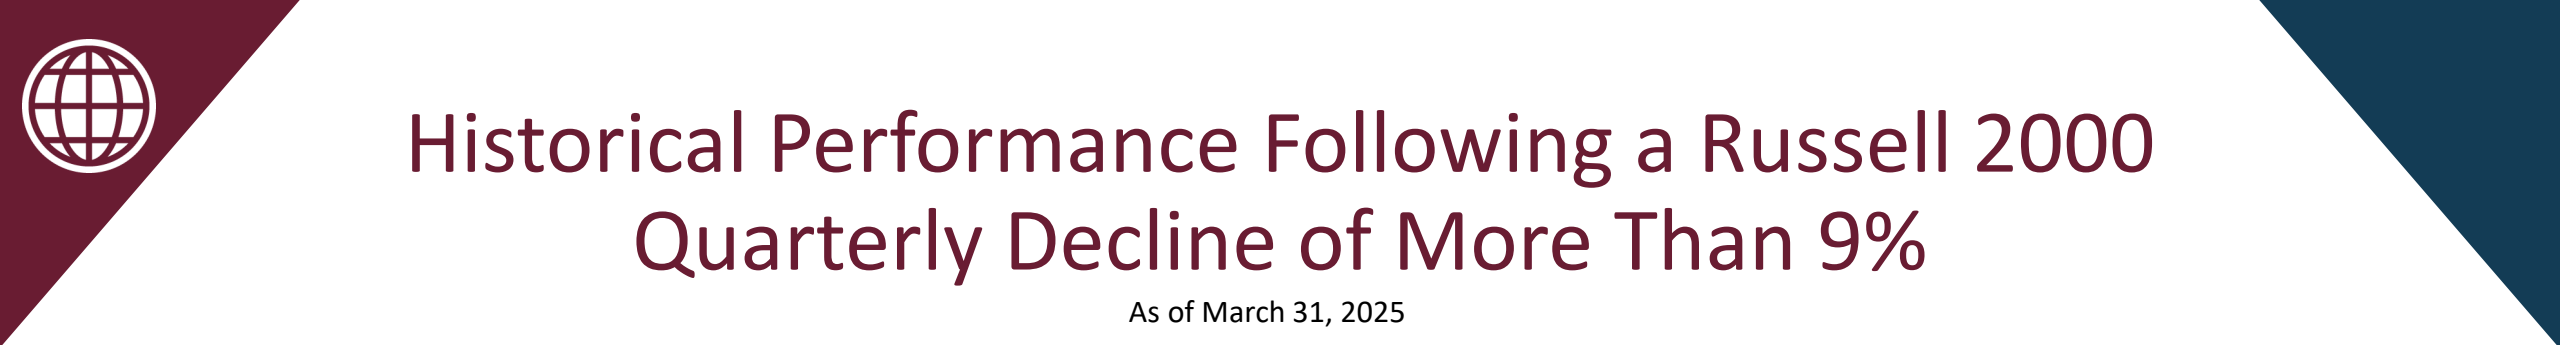 Historical Performance Following a Russell 2000
Quarterly Decline of More Than 9%
As of March 31, 2025